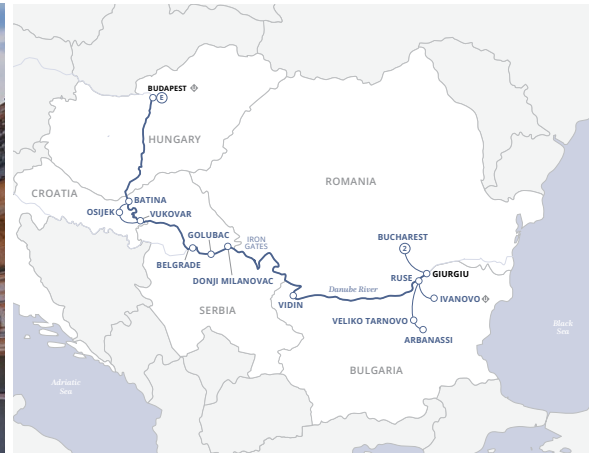 BUDAPEST
E
HUNGARY
CROATIA
ROMANIA
BATINA
OSIJEK
VUKOVAR
GOLUBAC
IRON
GATES
BUCHAREST
2
BELGRADE
DONJI MILANOVAC
RUSE
GIURGIU
Danube River
IVANOVO
VIDIN
SERBIA
VELIKO TARNOVO
ARBANASSI
Black
Sea
BULGARIA
Adriatic
Sea